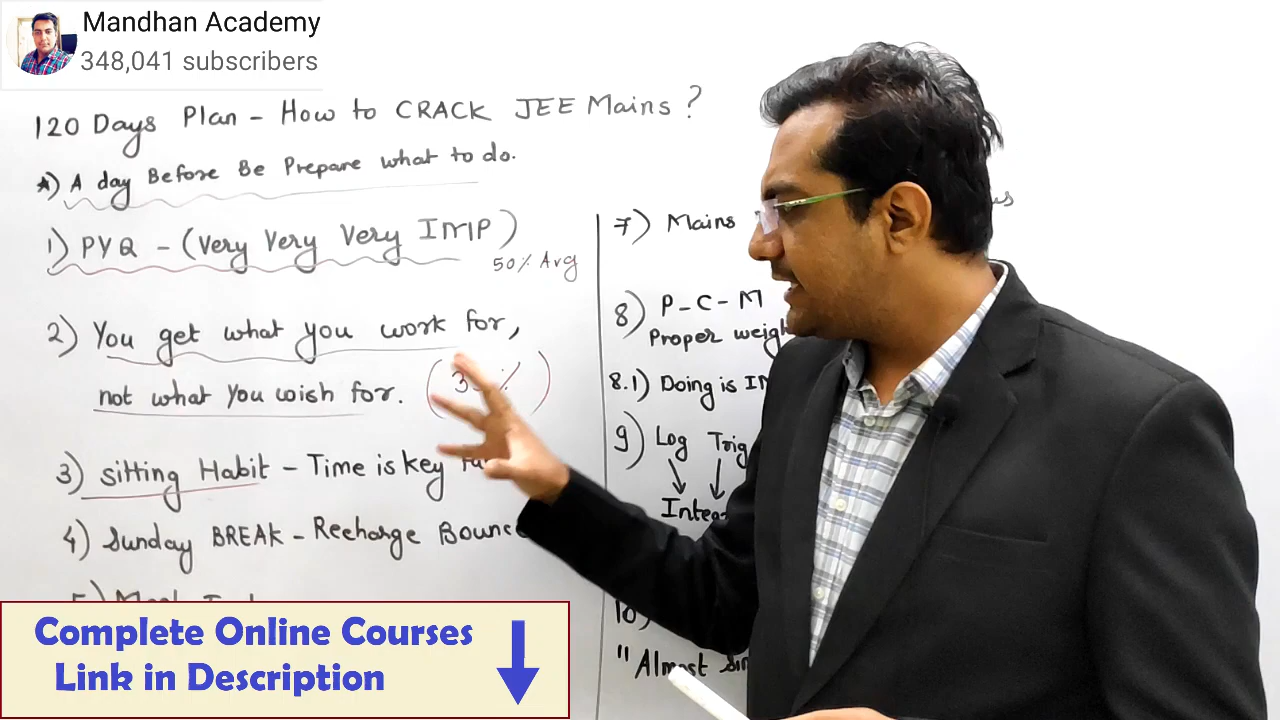 Mandhan Academy
348,041 subscribers
120 Days Plan - How to CRACK JEE Mains?
A) A day Before Be Prepare what to do.
1) PYQ - (Very Very Very IMP)
50% Avg
2) You get what you work for,
not what you wish for.
3) Sitting Habit - Time is key
4) Sunday BREAK - Recharge Bounce
7) Mains
8) P-C-M
Proper
8.1) Doing is
9) Log Trig
10)
"Almost
Complete Online Courses
Link in Description